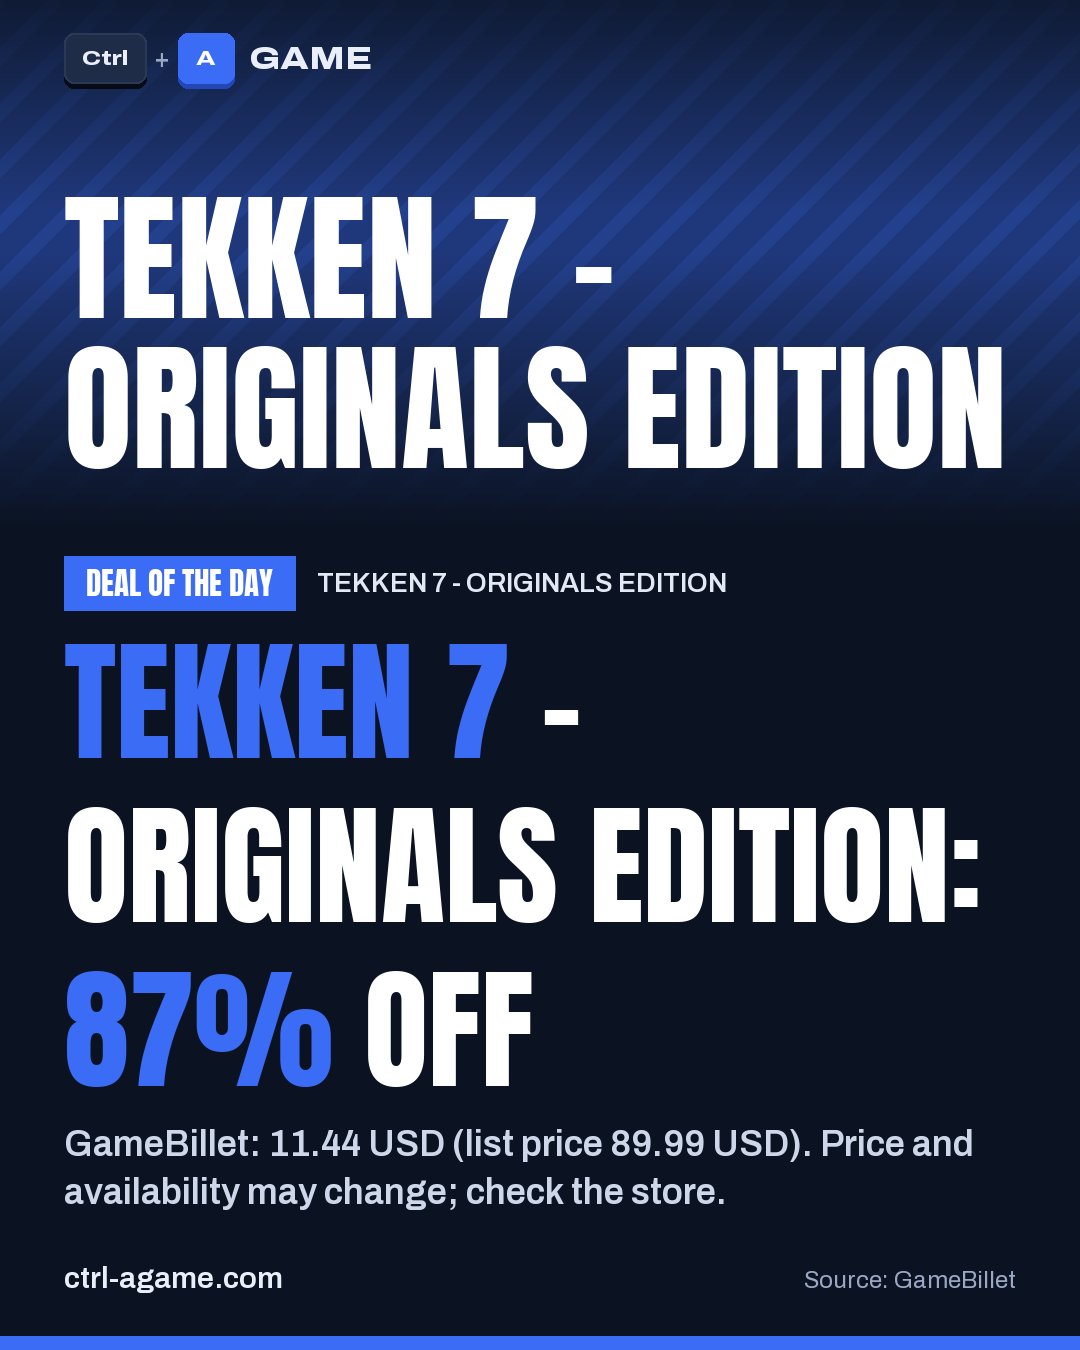 Ctrl + A GAME
TEKKEN 7 -
ORIGINALS EDITION
DEAL OF THE DAY TEKKEN 7 - ORIGINALS EDITION
TEKKEN 7 -
ORIGINALS EDITION:
87% OFF
GameBillet: 11.44 USD (list price 89.99 USD). Price and
availability may change; check the store.
ctrl-agame.com Source: GameBillet